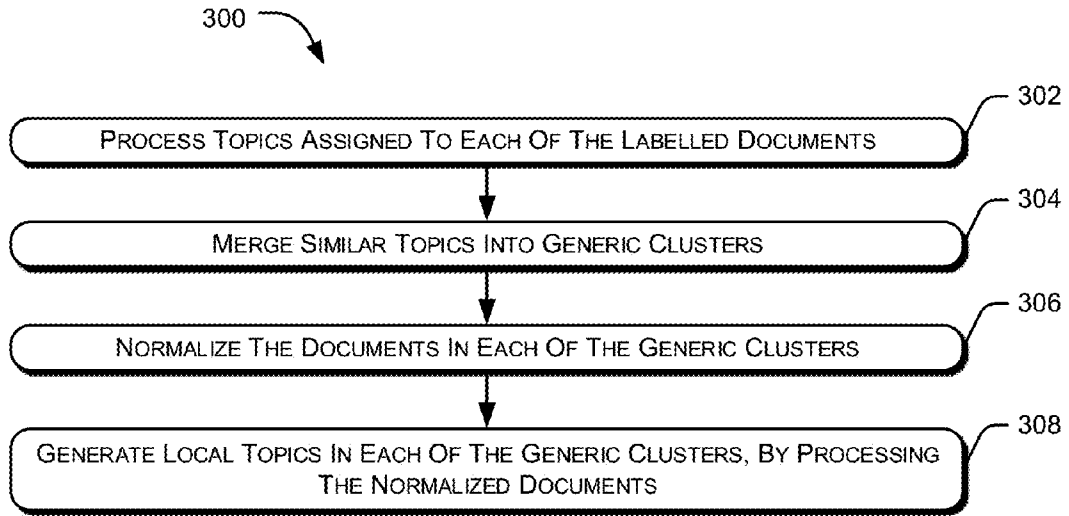 300
302
PROCESS TOPICS ASSIGNED TO EACH OF THE LABELLED DOCUMENTS
304
MERGE SIMILAR TOPICS INTO GENERIC CLUSTERS
306
NORMALIZE THE DOCUMENTS IN EACH OF THE GENERIC CLUSTERS
308
GENERATE LOCAL TOPICS IN EACH OF THE GENERIC CLUSTERS, BY PROCESSING
THE NORMALIZED DOCUMENTS